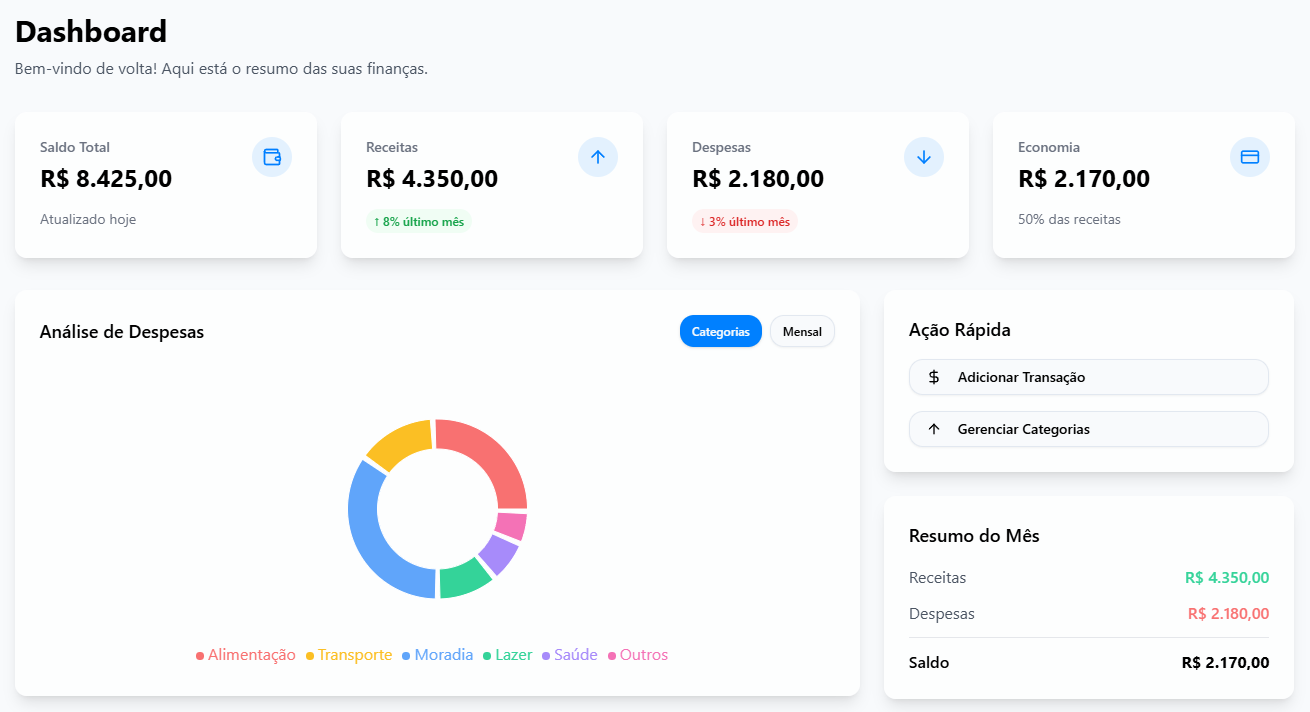 Dashboard
Bem-vindo de volta! Aqui está o resumo das suas finanças.
Saldo Total
R$ 8.425,00
Atualizado hoje
Receitas
R$ 4.350,00
↑ 8% último mês
Despesas
R$ 2.180,00
↓ 3% último mês
Economia
R$ 2.170,00
50% das receitas
Análise de Despesas
Categorias
Mensal
Alimentação Transporte Moradia Lazer Saúde Outros
Ação Rápida
Adicionar Transação
Gerenciar Categorias
Resumo do Mês
Receitas R$ 4.350,00
Despesas R$ 2.180,00
Saldo R$ 2.170,00